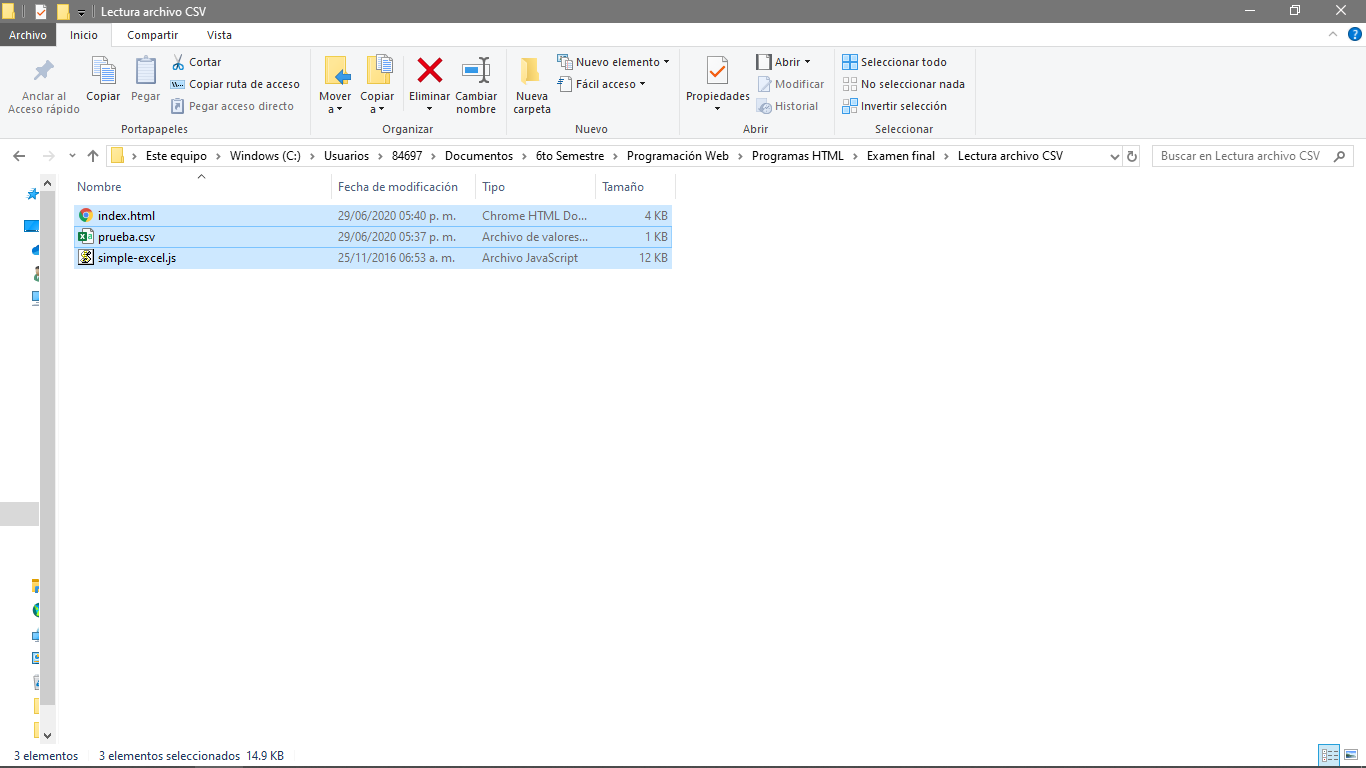 Lectura archivo CSV
Archivo Inicio Compartir Vista
Anclar al Acceso rápido
Copiar
Pegar
Cortar
Copiar ruta de acceso
Pegar acceso directo
Portapapeles
Mover a
Copiar a
Eliminar
Cambiar nombre
Organizar
Nueva carpeta
Nuevo elemento
Fácil acceso
Nuevo
Propiedades
Abrir
Modificar
Historial
Abrir
Seleccionar todo
No seleccionar nada
Invertir selección
Seleccionar
Este equipo > Windows (C:) > Usuarios > 84697 > Documentos > 6to Semestre > Programación Web > Programas HTML > Examen final > Lectura archivo CSV
Buscar en Lectura archivo CSV
Nombre Fecha de modificación Tipo Tamaño
index.html 29/06/2020 05:40 p. m. Chrome HTML Do... 4 KB
prueba.csv 29/06/2020 05:37 p. m. Archivo de valores... 1 KB
simple-excel.js 25/11/2016 06:53 a. m. Archivo JavaScript 12 KB
3 elementos 3 elementos seleccionados 14.9 KB